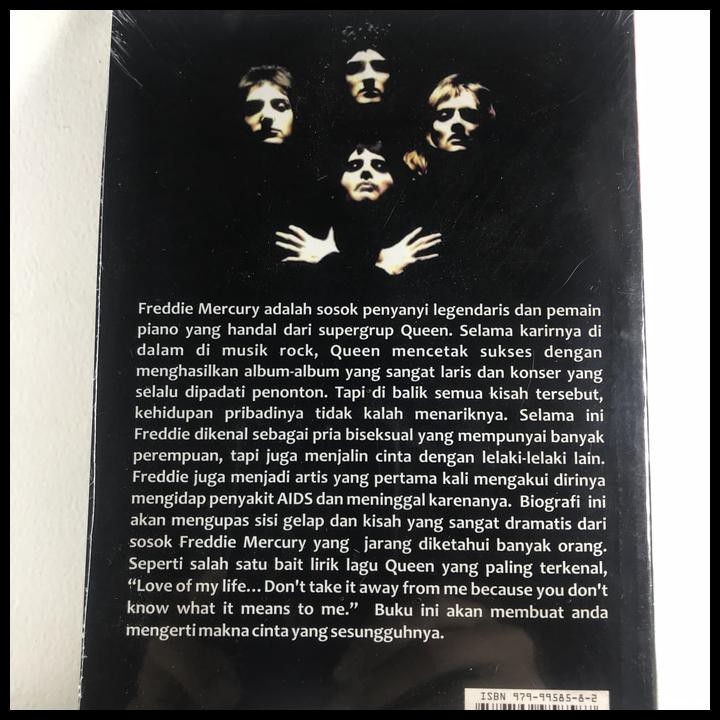 Freddie Mercury adalah sosok penyanyi legendaris dan pemain
piano yang handal dari supergrup Queen. Selama karirnya di
dalam di musik rock, Queen mencetak sukses dengan
menghasilkan album-album yang sangat laris dan konser yang
selalu dipadati penonton. Tapi di balik semua kisah tersebut,
kehidupan pribadinya tidak kalah menariknya. Selama ini
Freddie dikenal sebagai pria biseksual yang mempunyai banyak
perempuan, tapi juga menjalin cinta dengan lelaki-lelaki lain.
Freddie juga menjadi artis yang pertama kali mengakui dirinya
mengidap penyakit AIDS dan meninggal karenanya. Biografi ini
akan mengupas sisi gelap dan kisah yang sangat dramatis dari
sosok Freddie Mercury yang jarang diketahui banyak orang.
Seperti salah satu bait lirik lagu Queen yang paling terkenal,
“Love of my life... Don't take it away from me because you don't
know what it means to me.” Buku ini akan membuat anda
mengerti makna cinta yang sesungguhnya.
ISBN 979-99585-8-2